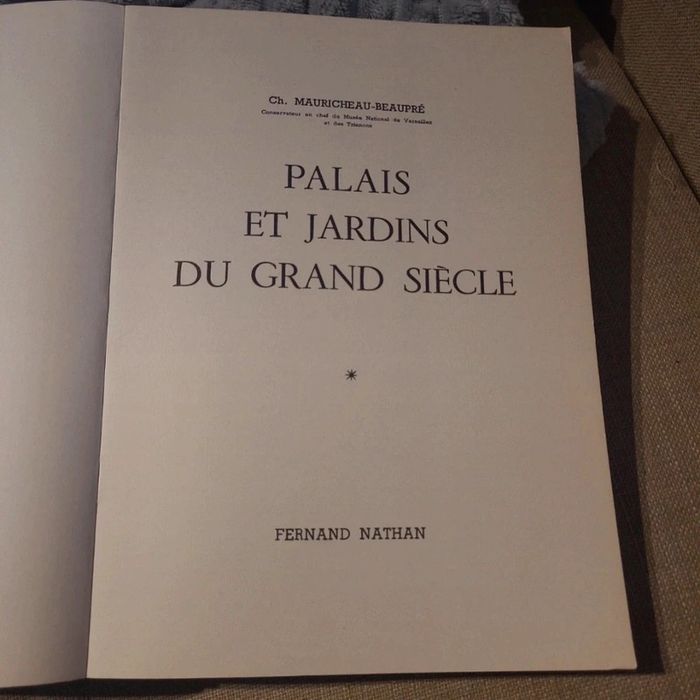 Ch. MAURICHEAU-BEAUPRÉ
Conservateur en chef du Musée National de Versailles
et des Trianons
PALAIS
ET JARDINS
DU GRAND SIÈCLE
*
FERNAND NATHAN